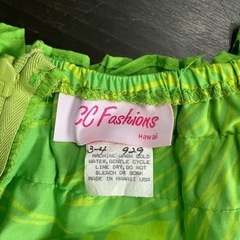 CC Fashions
Hawaii
3-4 929
MACHINE WASH COLD
WATER, GENTLE CYCLE
LINE DRY, DO NOT
BLEACH OR
MADE IN HAWAII USA